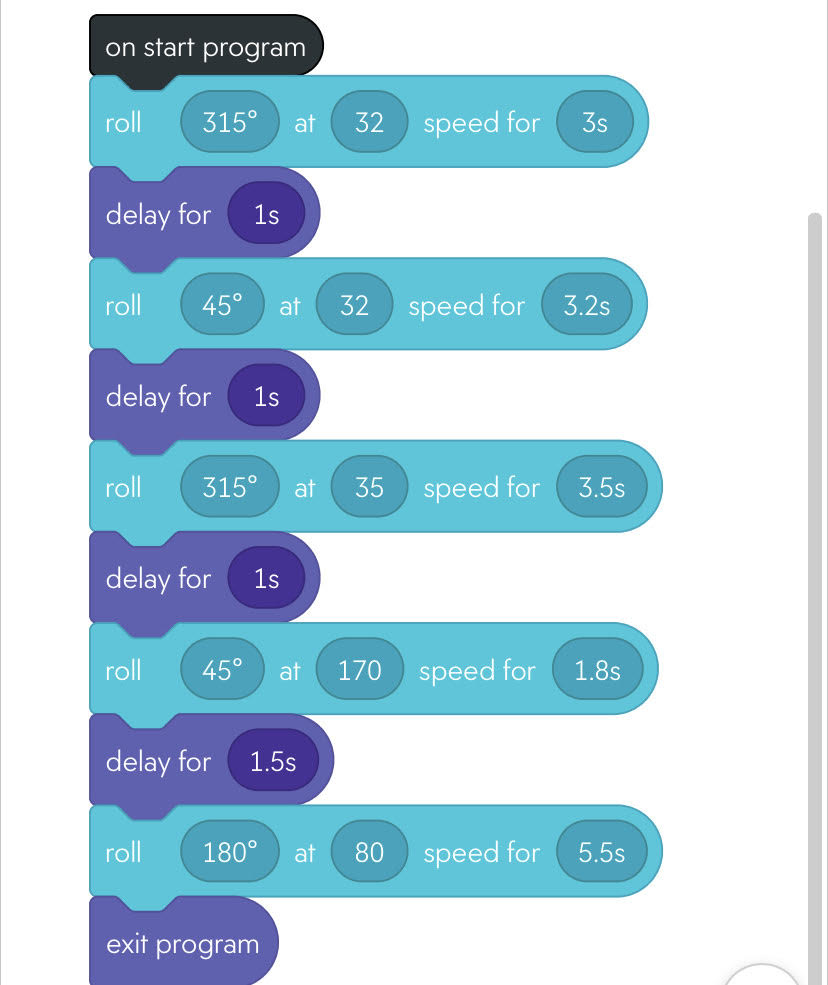 on start program
roll 315° at 32 speed for 3s
delay for 1s
roll 45° at 32 speed for 3.2s
delay for 1s
roll 315° at 35 speed for 3.5s
delay for 1s
roll 45° at 170 speed for 1.8s
delay for 1.5s
roll 180° at 80 speed for 5.5s
exit program